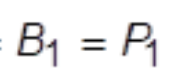 = B₁ = P₁